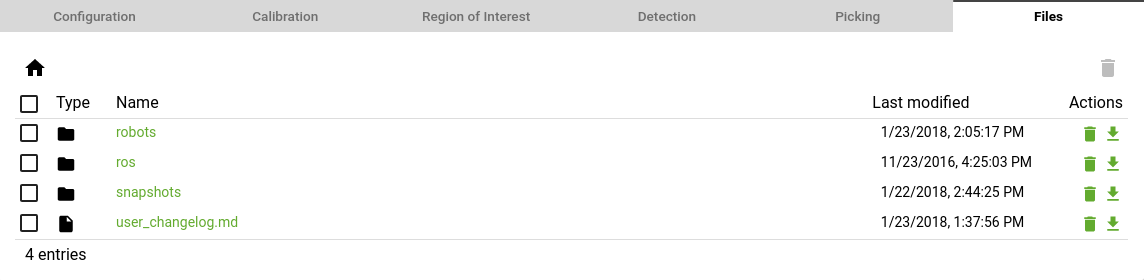 Configuration Calibration Region of Interest Detection Picking Files
Type Name Last modified Actions
robots 1/23/2018, 2:05:17 PM
ros 11/23/2016, 4:25:03 PM
snapshots 1/22/2018, 2:44:25 PM
user_changelog.md 1/23/2018, 1:37:56 PM
4 entries